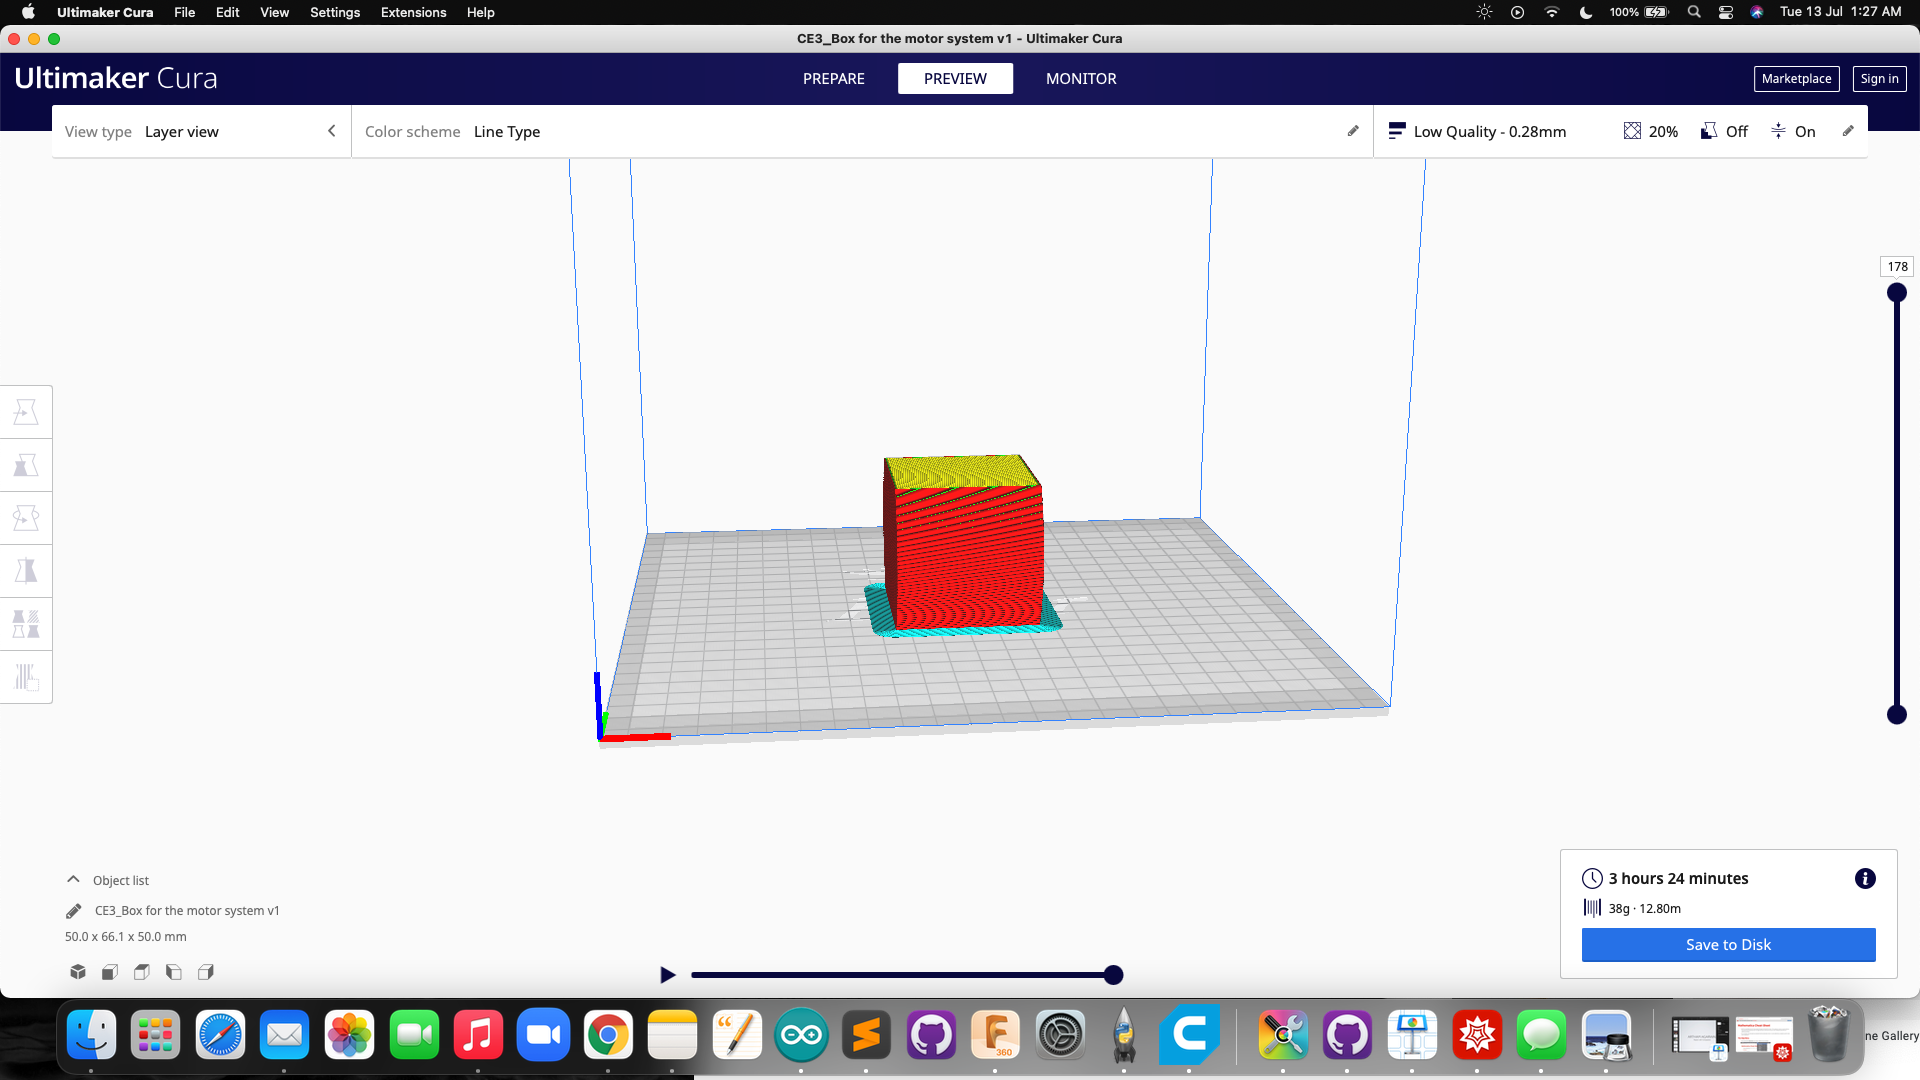 Ultimaker Cura File Edit View Settings Extensions Help 100% Tue 13 Jul 1:27 AM
CE3_Box for the motor system v1 - Ultimaker Cura
Ultimaker Cura PREPARE PREVIEW MONITOR Marketplace Sign in
View type Layer view Color scheme Line Type Low Quality - 0.28mm 20% Off On
178
Object list
CE3_Box for the motor system v1
50.0 x 66.1 x 50.0 mm
3 hours 24 minutes
38g · 12.80m
Save to Disk
360
ne Gallery